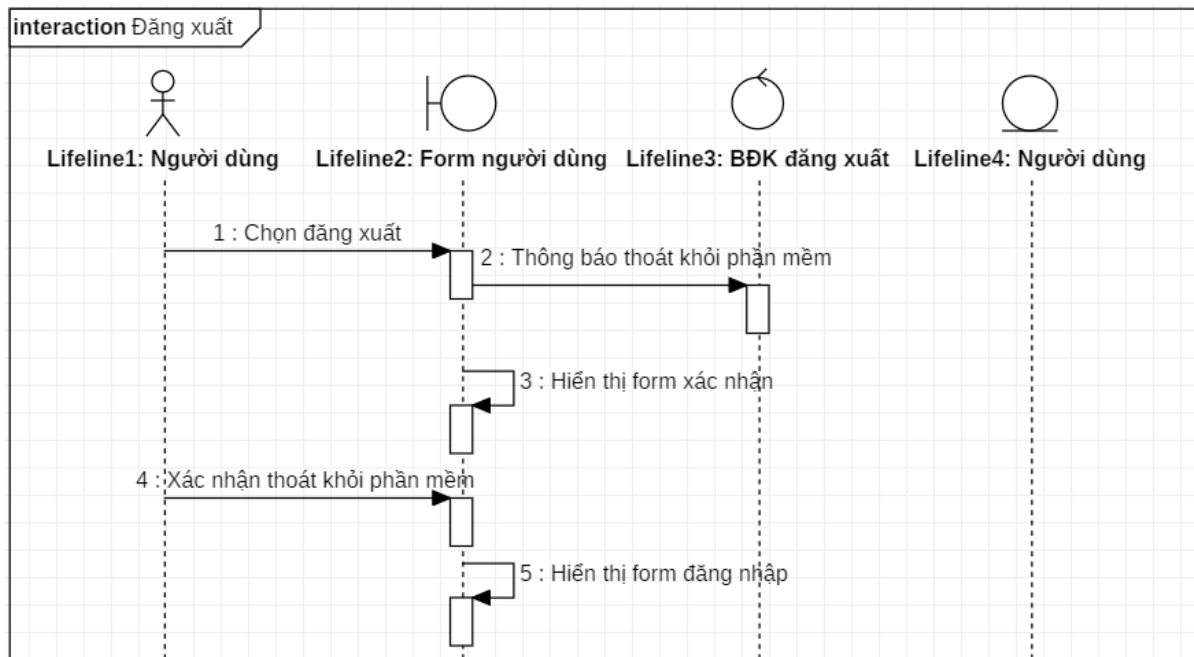 interaction Đăng xuất
Lifeline1: Người dùng
Lifeline2: Form người dùng
Lifeline3: BĐK đăng xuất
Lifeline4: Người dùng
1 : Chọn đăng xuất
2 : Thông báo thoát khỏi phần mềm
3 : Hiển thị form xác nhận
4 : Xác nhận thoát khỏi phần mềm
5 : Hiển thị form đăng nhập